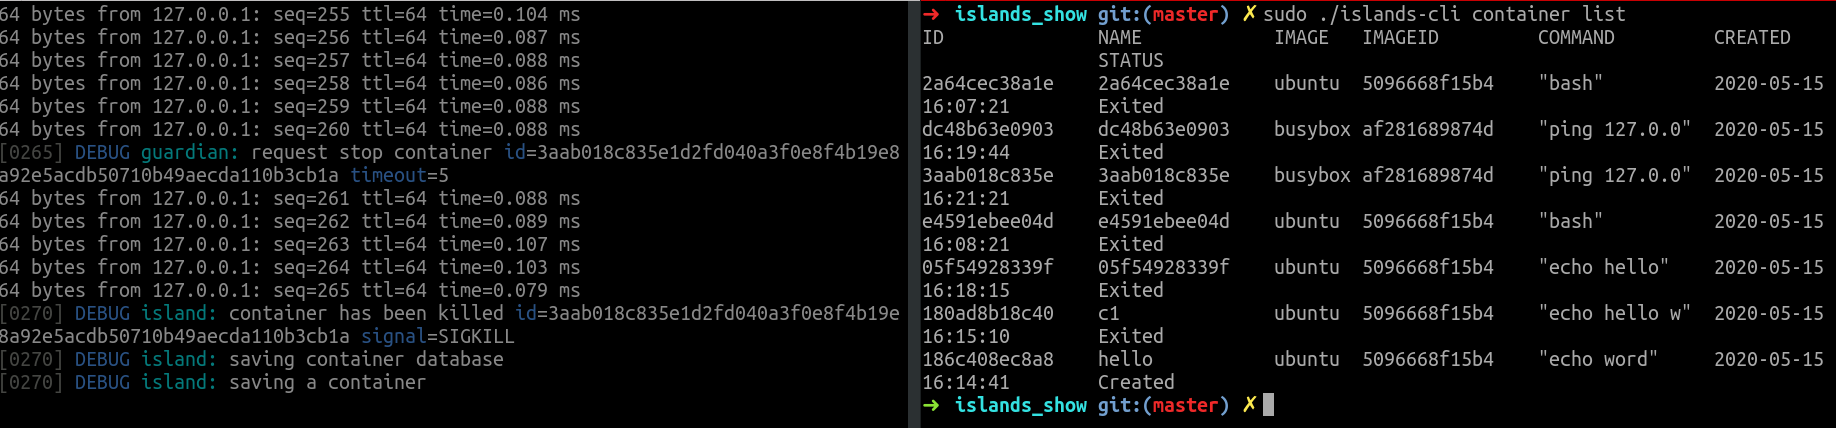 64 bytes from 127.0.0.1: seq=255 ttl=64 time=0.104 ms
64 bytes from 127.0.0.1: seq=256 ttl=64 time=0.087 ms
64 bytes from 127.0.0.1: seq=257 ttl=64 time=0.088 ms
64 bytes from 127.0.0.1: seq=258 ttl=64 time=0.086 ms
64 bytes from 127.0.0.1: seq=259 ttl=64 time=0.088 ms
64 bytes from 127.0.0.1: seq=260 ttl=64 time=0.088 ms
[0265] DEBUG guardian: request stop container id=3aab018c835e1d2fd040a3f0e8f4b19e8
a92e5acdb50710b49aecda110b3cb1a timeout=5
64 bytes from 127.0.0.1: seq=261 ttl=64 time=0.088 ms
64 bytes from 127.0.0.1: seq=262 ttl=64 time=0.089 ms
64 bytes from 127.0.0.1: seq=263 ttl=64 time=0.107 ms
64 bytes from 127.0.0.1: seq=264 ttl=64 time=0.103 ms
64 bytes from 127.0.0.1: seq=265 ttl=64 time=0.079 ms
[0270] DEBUG island: container has been killed id=3aab018c835e1d2fd040a3f0e8f4b19e
8a92e5acdb50710b49aecda110b3cb1a signal=SIGKILL
[0270] DEBUG island: saving container database
[0270] DEBUG island: saving a container
➜ islands_show git:(master) ✗ sudo ./islands-cli container list
ID NAME IMAGE IMAGEID COMMAND CREATED
STATUS
2a64cec38a1e 2a64cec38a1e ubuntu 5096668f15b4 "bash" 2020-05-15
16:07:21 Exited
dc48b63e0903 dc48b63e0903 busybox af281689874d "ping 127.0.0" 2020-05-15
16:19:44 Exited
3aab018c835e 3aab018c835e busybox af281689874d "ping 127.0.0" 2020-05-15
16:21:21 Exited
e4591ebee04d e4591ebee04d ubuntu 5096668f15b4 "bash" 2020-05-15
16:08:21 Exited
05f54928339f 05f54928339f ubuntu 5096668f15b4 "echo hello" 2020-05-15
16:18:15 Exited
180ad8b18c40 c1 ubuntu 5096668f15b4 "echo hello w" 2020-05-15
16:15:10 Exited
186c408ec8a8 hello ubuntu 5096668f15b4 "echo word" 2020-05-15
16:14:41 Created
➜ islands_show git:(master) ✗